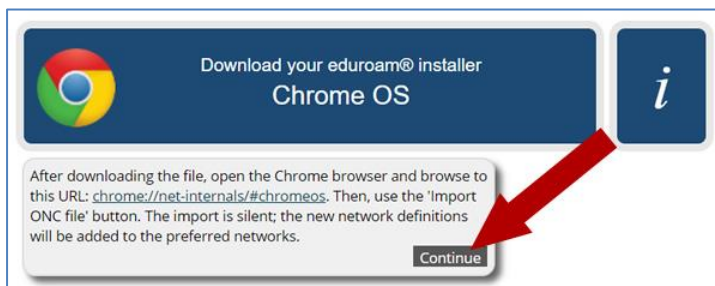 Download your eduroam® installer
Chrome OS
i
After downloading the file, open the Chrome browser and browse to
this URL: chrome://net-internals/#chromeos. Then, use the 'Import
ONC file' button. The import is silent; the new network definitions
will be added to the preferred networks.
Continue